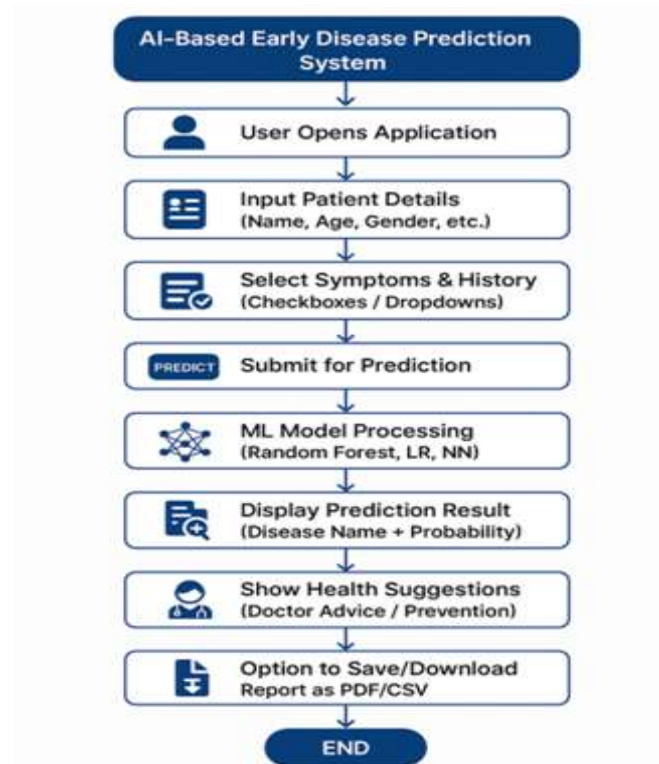 AI-Based Early Disease Prediction
System
User Opens Application
Input Patient Details
(Name, Age, Gender, etc.)
Select Symptoms & History
(Checkboxes / Dropdowns)
PREDICT
Submit for Prediction
ML Model Processing
(Random Forest, LR, NN)
Display Prediction Result
(Disease Name + Probability)
Show Health Suggestions
(Doctor Advice / Prevention)
Option to Save/Download
Report as PDF/CSV
END